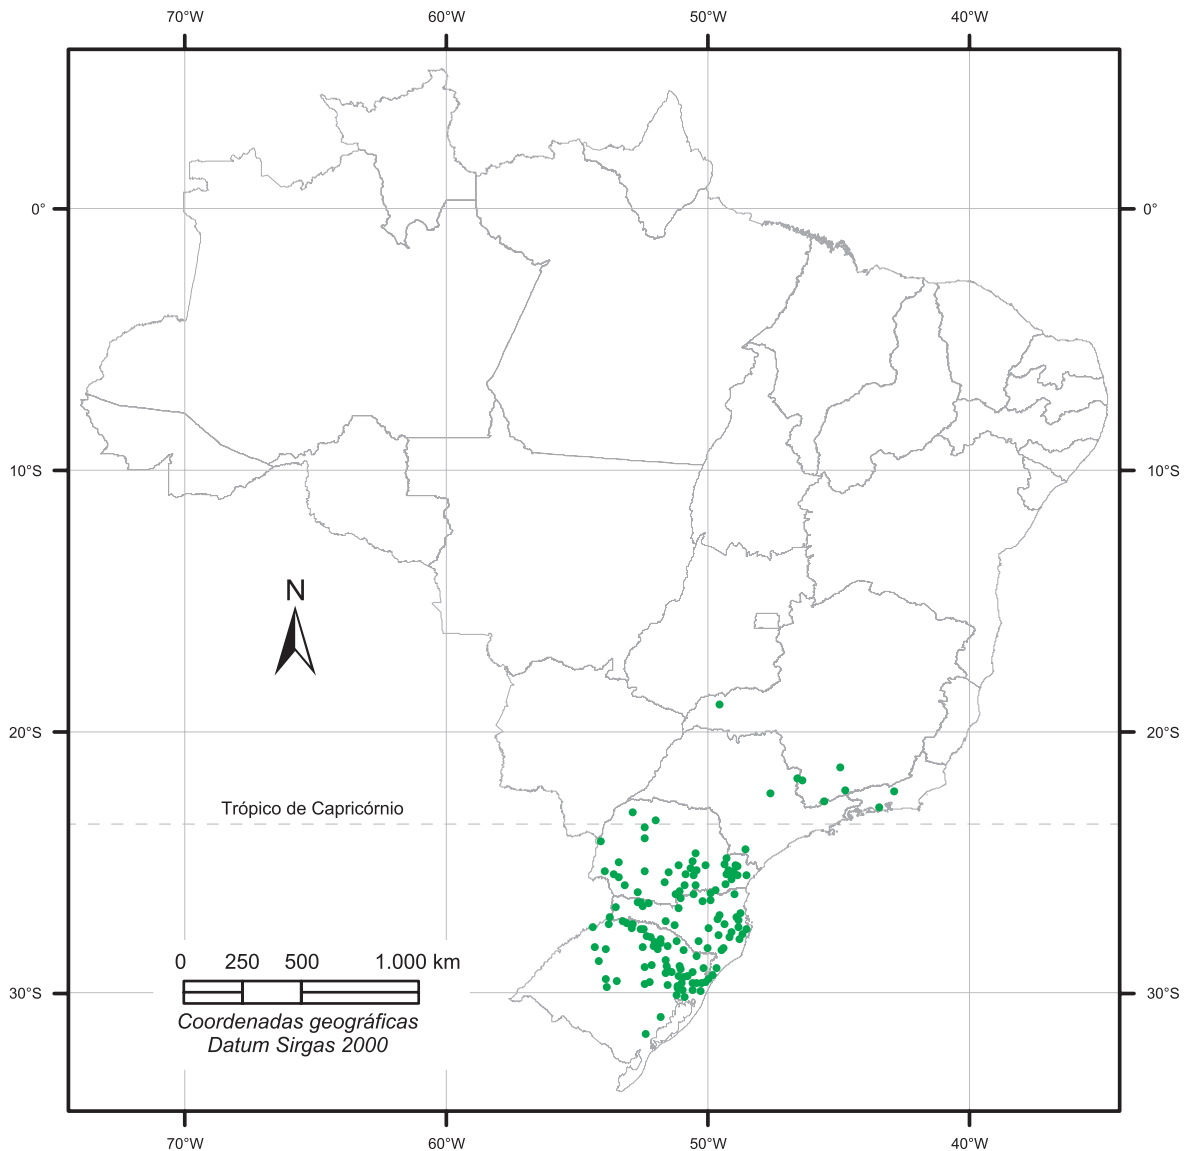 70°W 60°W 50°W 40°W
0° 0°
10°S 10°S
N
20°S 20°S
Trópico de Capricórnio
0 250 500 1.000 km
30°S 30°S
Coordenadas geográficas
Datum Sirgas 2000
70°W 60°W 50°W 40°W